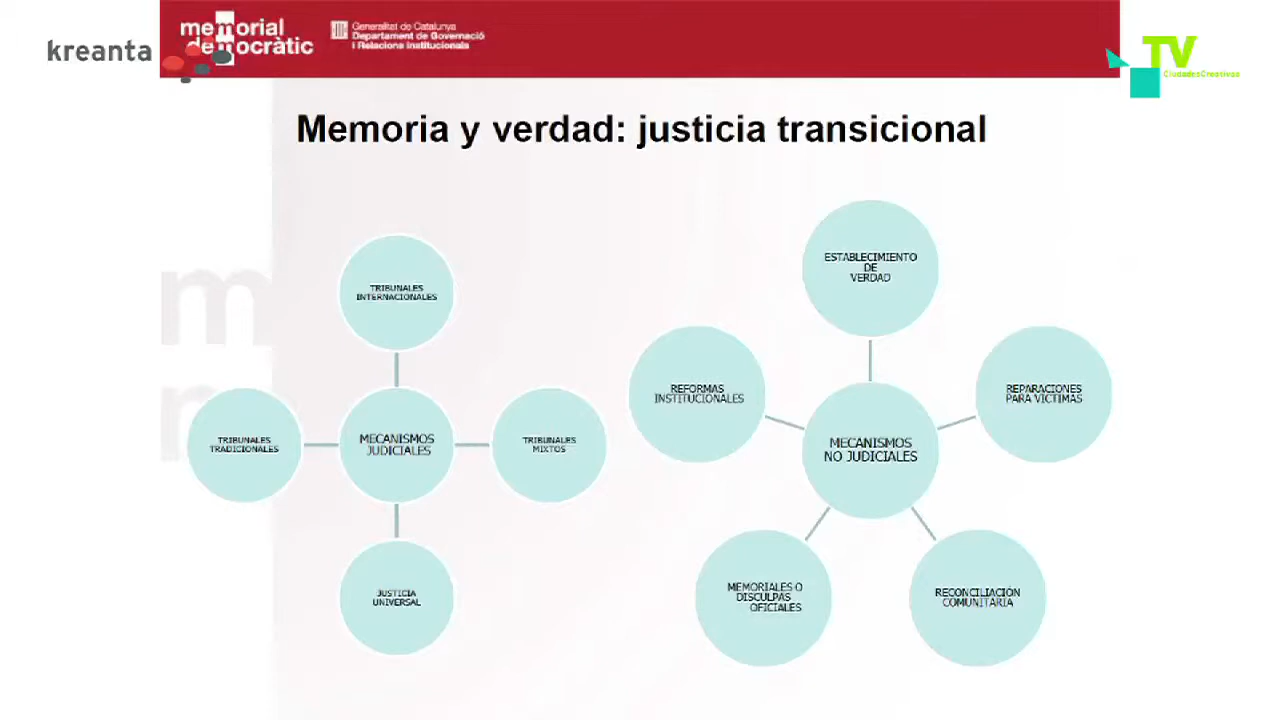 kreanta
memorial
democràtic
Generalitat de Catalunya
Departament de Governació
i Relacions Institucionals
TV
CiudadesCreativas
Memoria y verdad: justicia transicional
TRIBUNALES
INTERNACIONALES
TRIBUNALES
TRADICIONALES
MECANISMOS
JUDICIALES
TRIBUNALES
MIXTOS
JUSTICIA
UNIVERSAL
ESTABLECIMIENTO
DE
VERDAD
REFORMAS
INSTITUCIONALES
REPARACIONES
PARA VÍCTIMAS
MECANISMOS
NO JUDICIALES
MEMORIALES O
DISCULPAS
OFICIALES
RECONCILIACIÓN
COMUNITARIA